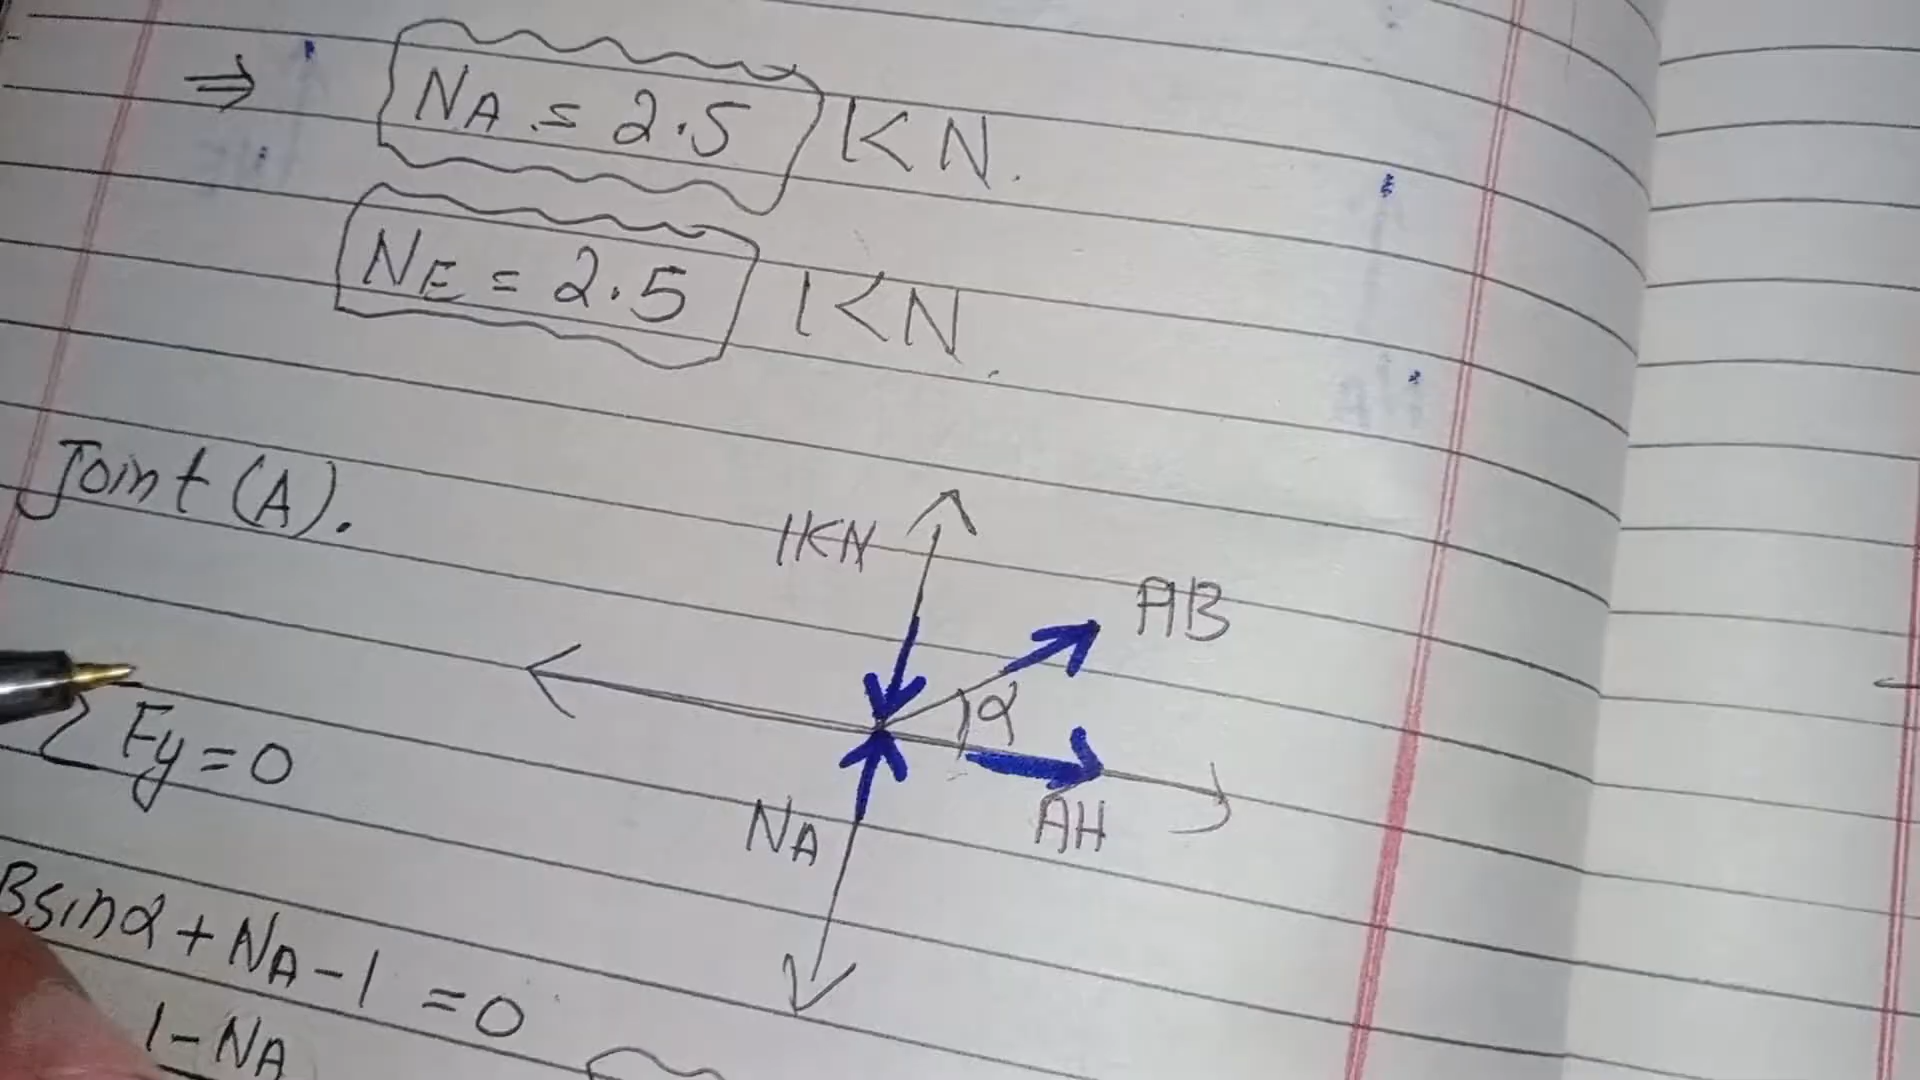 ⇒ NA = 2.5 KN.
NE = 2.5 KN.
Joint (A).
1KN
AB
α
∑Fy=0
NA
AH
Bsinα + NA - 1 = 0
1 - NA